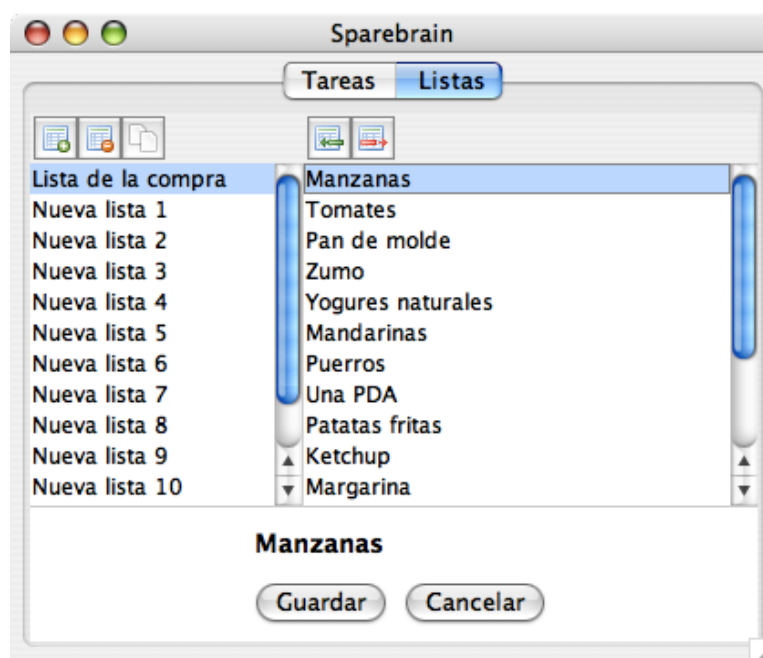 Sparebrain
Tareas Listas
Lista de la compra
Nueva lista 1
Nueva lista 2
Nueva lista 3
Nueva lista 4
Nueva lista 5
Nueva lista 6
Nueva lista 7
Nueva lista 8
Nueva lista 9
Nueva lista 10
Manzanas
Tomates
Pan de molde
Zumo
Yogures naturales
Mandarinas
Puerros
Una PDA
Patatas fritas
Ketchup
Margarina
Manzanas
Guardar Cancelar